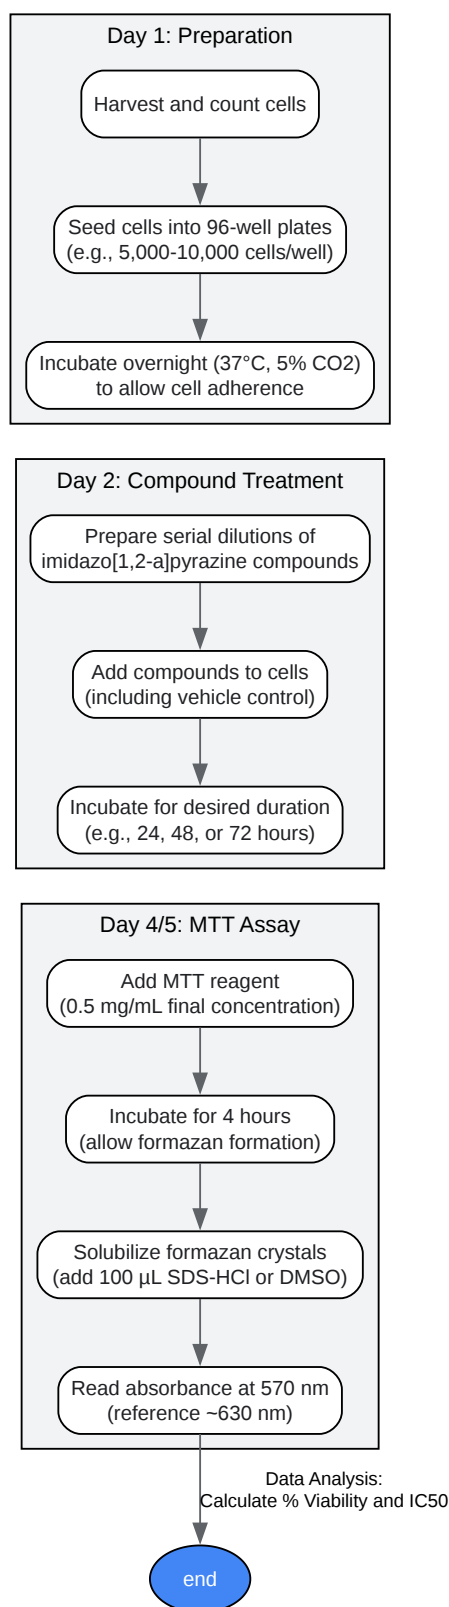 Day 1: Preparation
Harvest and count cells
Seed cells into 96-well plates
(e.g., 5,000-10,000 cells/well)
Incubate overnight (37°C, 5% CO2)
to allow cell adherence
Day 2: Compound Treatment
Prepare serial dilutions of
imidazo[1,2-a]pyrazine compounds
Add compounds to cells
(including vehicle control)
Incubate for desired duration
(e.g., 24, 48, or 72 hours)
Day 4/5: MTT Assay
Add MTT reagent
(0.5 mg/mL final concentration)
Incubate for 4 hours
(allow formazan formation)
Solubilize formazan crystals
(add 100 µL SDS-HCl or DMSO)
Read absorbance at 570 nm
(reference ~630 nm)
Data Analysis:
Calculate % Viability and IC50
end